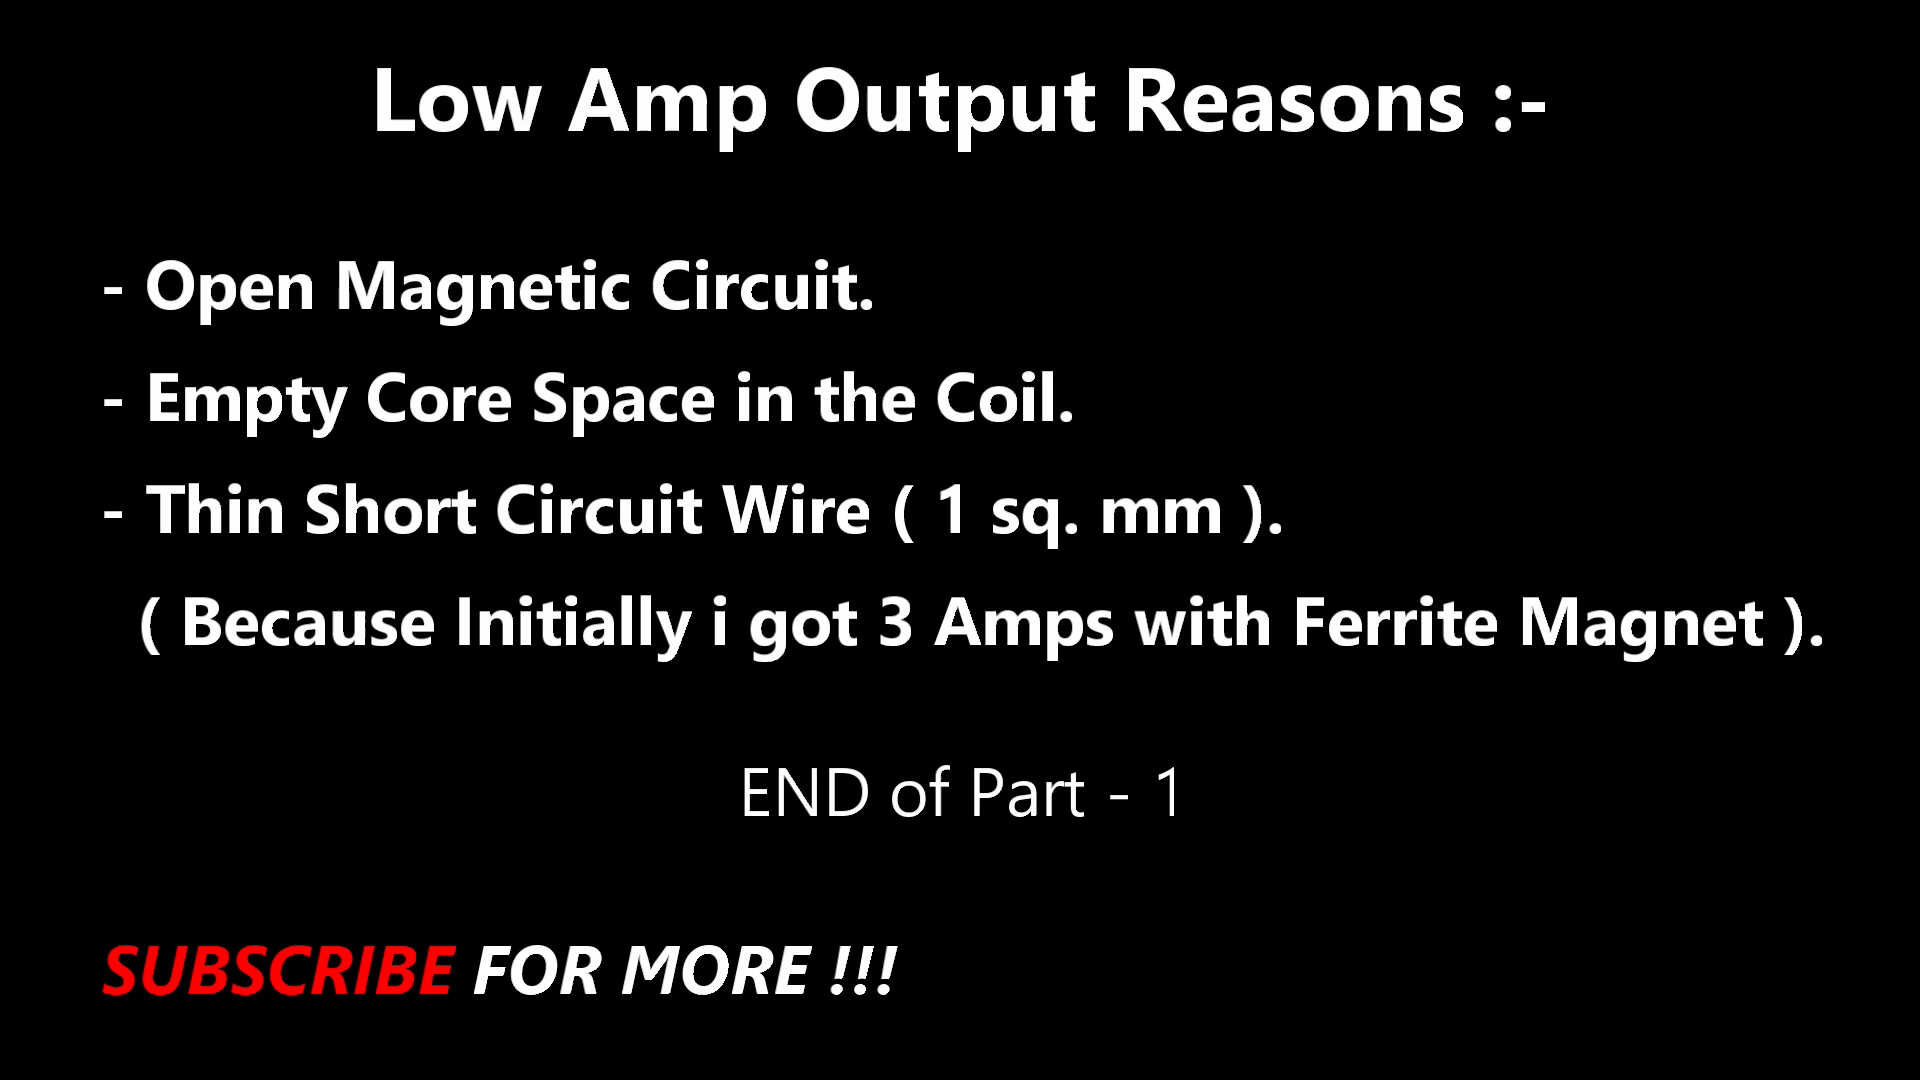 Low Amp Output Reasons :-
- Open Magnetic Circuit.
- Empty Core Space in the Coil.
- Thin Short Circuit Wire ( 1 sq. mm ).
( Because Initially i got 3 Amps with Ferrite Magnet ).
END of Part - 1
SUBSCRIBE FOR MORE !!!